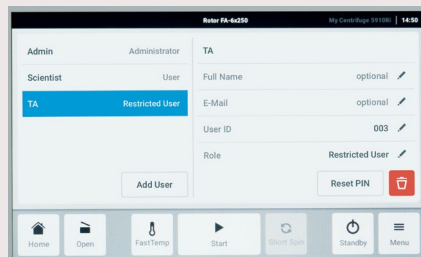 Rotor FA-6x250
My Centrifuge 5910Ri | 14:50
Admin Administrator
Scientist User
TA Restricted User
Add User
TA
Full Name optional
E-Mail optional
User ID 003
Role Restricted User
Reset PIN
Home
Open
FastTemp
Start
Short Spin
Standby
Menu